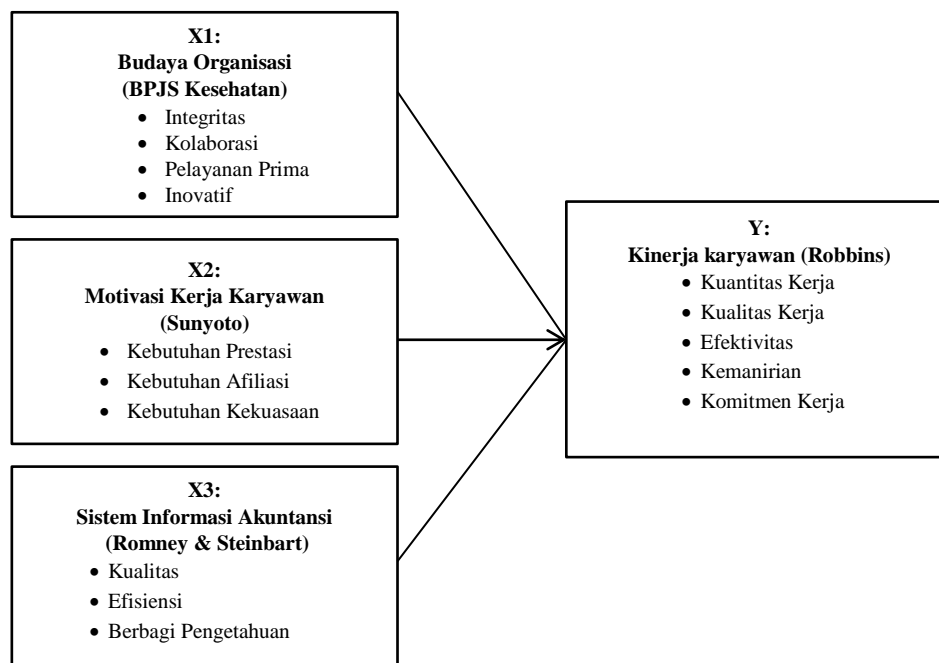 X1:
Budaya Organisasi
(BPJS Kesehatan)
• Integritas
• Kolaborasi
• Pelayanan Prima
• Inovatif
X2:
Motivasi Kerja Karyawan
(Sunyoto)
• Kebutuhan Prestasi
• Kebutuhan Afiliasi
• Kebutuhan Kekuasaan
X3:
Sistem Informasi Akuntansi
(Romney & Steinbart)
• Kualitas
• Efisiensi
• Berbagi Pengetahuan
Y:
Kinerja karyawan (Robbins)
• Kuantitas Kerja
• Kualitas Kerja
• Efektivitas
• Kemanirian
• Komitmen Kerja